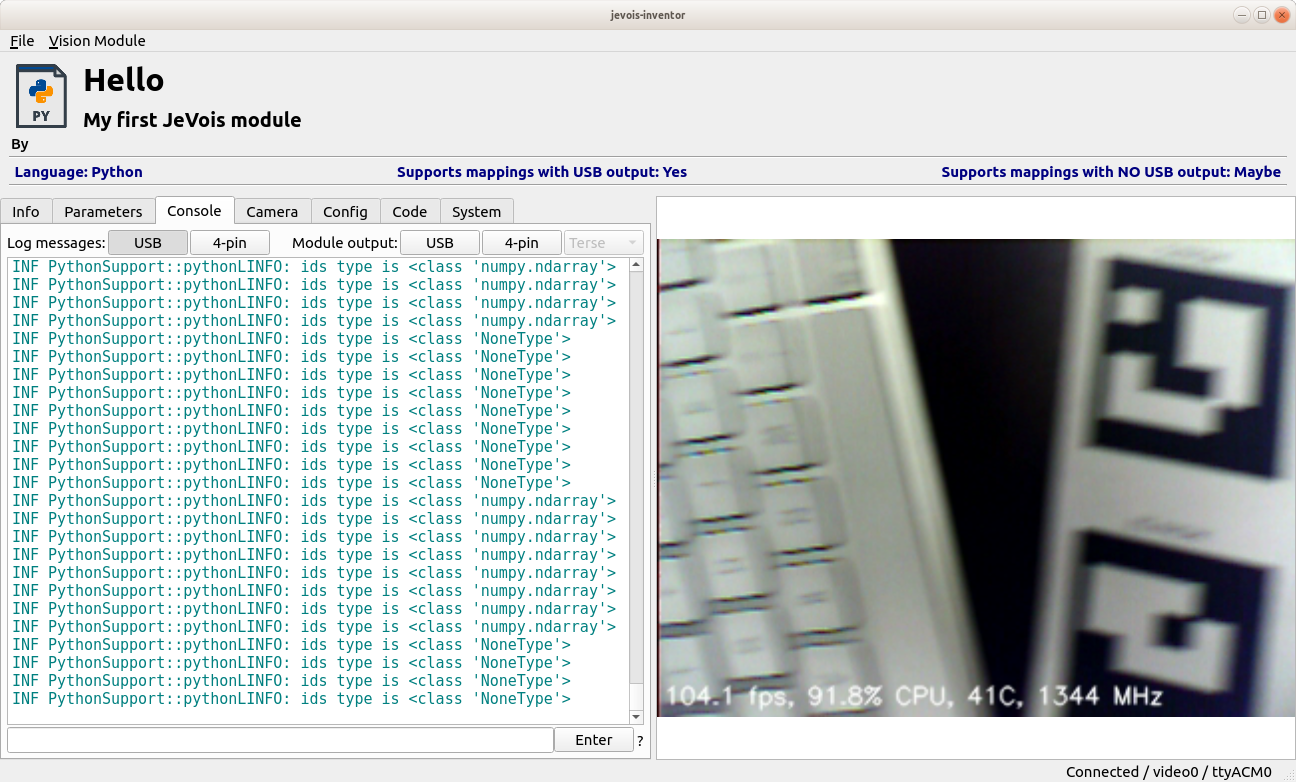 jevois-inventor
File Vision Module
PY
Hello
My first JeVois module
By
Language: Python Supports mappings with USB output: Yes Supports mappings with NO USB output: Maybe
Info Parameters Console Camera Config Code System
Log messages: USB 4-pin Module output: USB 4-pin Terse
INF PythonSupport::pythonLINFO: ids type is <class 'numpy.ndarray'>
INF PythonSupport::pythonLINFO: ids type is <class 'numpy.ndarray'>
INF PythonSupport::pythonLINFO: ids type is <class 'numpy.ndarray'>
INF PythonSupport::pythonLINFO: ids type is <class 'numpy.ndarray'>
INF PythonSupport::pythonLINFO: ids type is <class 'NoneType'>
INF PythonSupport::pythonLINFO: ids type is <class 'NoneType'>
INF PythonSupport::pythonLINFO: ids type is <class 'NoneType'>
INF PythonSupport::pythonLINFO: ids type is <class 'NoneType'>
INF PythonSupport::pythonLINFO: ids type is <class 'NoneType'>
INF PythonSupport::pythonLINFO: ids type is <class 'NoneType'>
INF PythonSupport::pythonLINFO: ids type is <class 'NoneType'>
INF PythonSupport::pythonLINFO: ids type is <class 'NoneType'>
INF PythonSupport::pythonLINFO: ids type is <class 'NoneType'>
INF PythonSupport::pythonLINFO: ids type is <class 'numpy.ndarray'>
INF PythonSupport::pythonLINFO: ids type is <class 'numpy.ndarray'>
INF PythonSupport::pythonLINFO: ids type is <class 'numpy.ndarray'>
INF PythonSupport::pythonLINFO: ids type is <class 'numpy.ndarray'>
INF PythonSupport::pythonLINFO: ids type is <class 'numpy.ndarray'>
INF PythonSupport::pythonLINFO: ids type is <class 'numpy.ndarray'>
INF PythonSupport::pythonLINFO: ids type is <class 'numpy.ndarray'>
INF PythonSupport::pythonLINFO: ids type is <class 'numpy.ndarray'>
INF PythonSupport::pythonLINFO: ids type is <class 'NoneType'>
INF PythonSupport::pythonLINFO: ids type is <class 'NoneType'>
INF PythonSupport::pythonLINFO: ids type is <class 'NoneType'>
INF PythonSupport::pythonLINFO: ids type is <class 'NoneType'>
Enter ?
104.1 fps, 91.8% CPU, 41C, 1344 MHz
Connected / video0 / ttyACM0